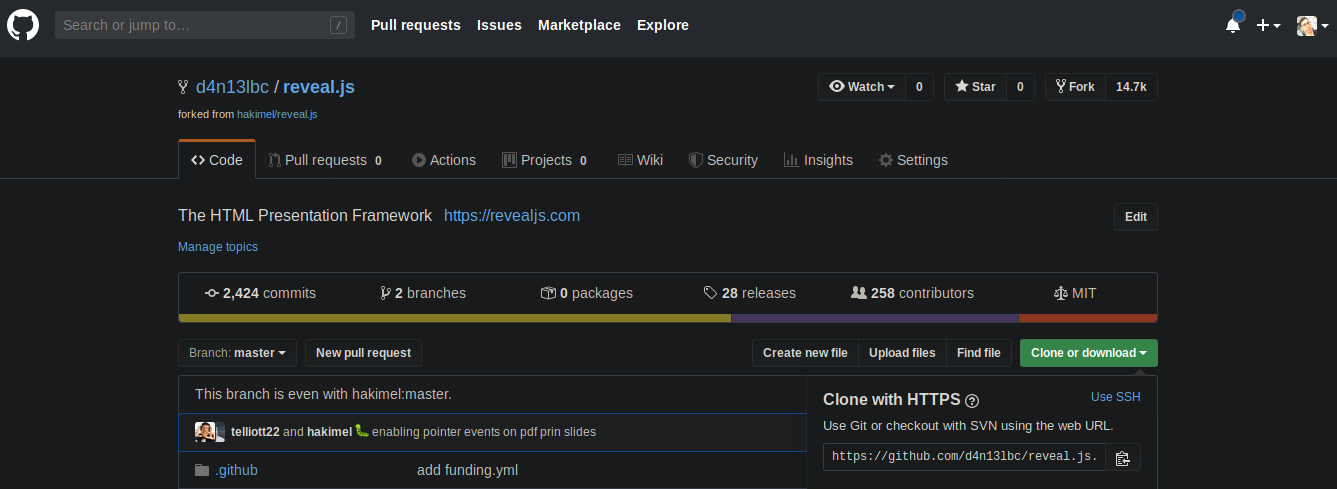 Search or jump to… /
Pull requests Issues Marketplace Explore
d4n13lbc / reveal.js
Watch 0 Star 0 Fork 14.7k
forked from hakimel/reveal.js
Code Pull requests 0 Actions Projects 0 Wiki Security Insights Settings
The HTML Presentation Framework https://revealjs.com
Edit
Manage topics
2,424 commits 2 branches 0 packages 28 releases 258 contributors MIT
Branch: master New pull request Create new file Upload files Find file Clone or download
This branch is even with hakimel:master.
Clone with HTTPS ? Use SSH
Use Git or checkout with SVN using the web URL.
telliott22 and hakimel enabling pointer events on pdf prin slides
https://github.com/d4n13lbc/reveal.js.
.github add funding.yml